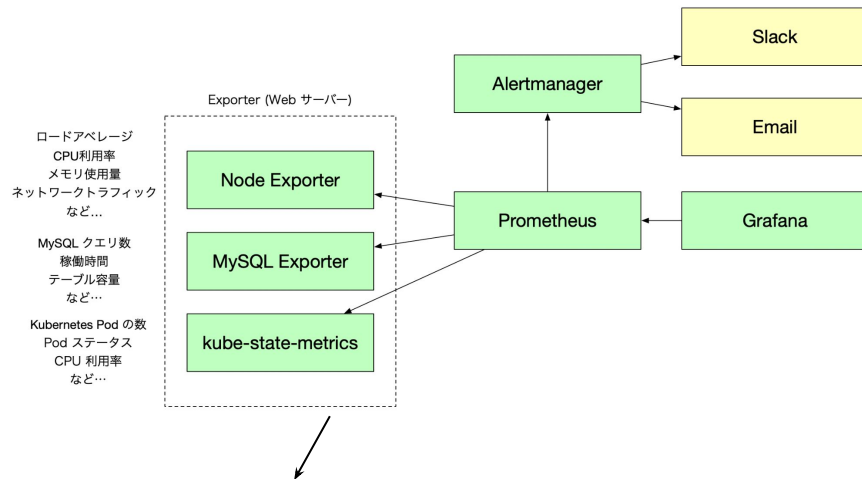 Slack
Alertmanager
Exporter (Web サーバー)
Email
ロードアベレージ
CPU利用率
メモリ使用量
ネットワークトラフィック
など...
Node Exporter
Prometheus
Grafana
MySQL クエリ数
稼働時間
テーブル容量
など…
MySQL Exporter
Kubernetes Pod の数
Pod ステータス
CPU 利用率
など…
kube-state-metrics